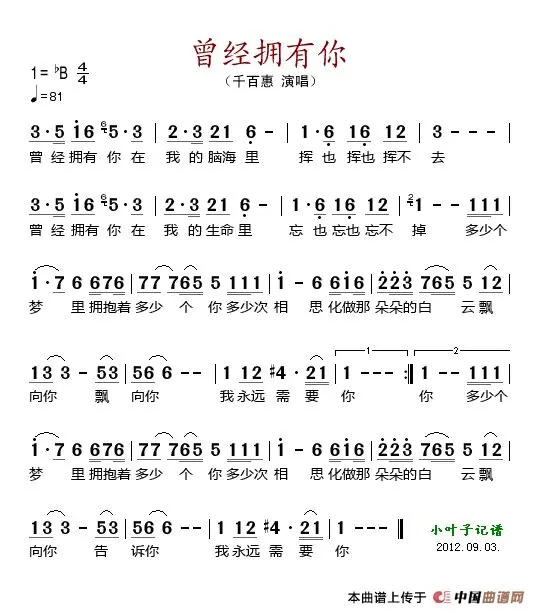 曾经拥有你
（千百惠 演唱）
1=♭B 4/4
♩=81
3·5 i6 65·3 | 2·3 21 6 - | 1·6 16 12 | 3 - - |
曾 经 拥有 你 在 我 的 脑海 里 挥 也 挥也 挥不 去
3·5 i6 65·3 | 2·3 21 6 - | 1·6 16 12 | 21 - - 111 |
曾 经 拥有 你 在 我 的 生命 里 忘 也 忘也 忘不 掉 多少个
i·7 6 676 | 77 765 5 111 | i - 6 6i6 | 223 765 5 12 |
梦 里 拥抱着 多少 个 你 多少次 相 思 化做那 朵朵的 白 云 飘
13 3 - 53 | 56 6 - - | 1 12 #4· 21 | 1 - - - :| 1 - - 111 |
1 2
向你 飘 向你 我 永远 需 要 你 你 多少个
i·7 6 676 | 77 765 5 111 | i - 6 6i6 | 223 765 5 12 |
梦 里 拥抱着 多少 个 你 多少次 相 思 化做那 朵朵的 白 云 飘
13 3 - 53 | 56 6 - - | 1 12 #4· 21 | 1 - - - ‖
向你 告 诉你 我 永远 需 要 你
小叶子记谱
2012.09.03.
本曲谱上传于 中国曲谱网